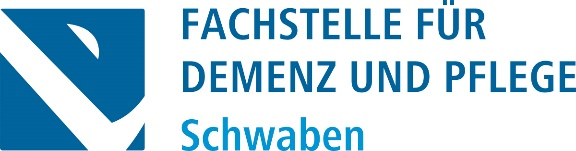 FACHSTELLE FÜR
DEMENZ UND PFLEGE
Schwaben